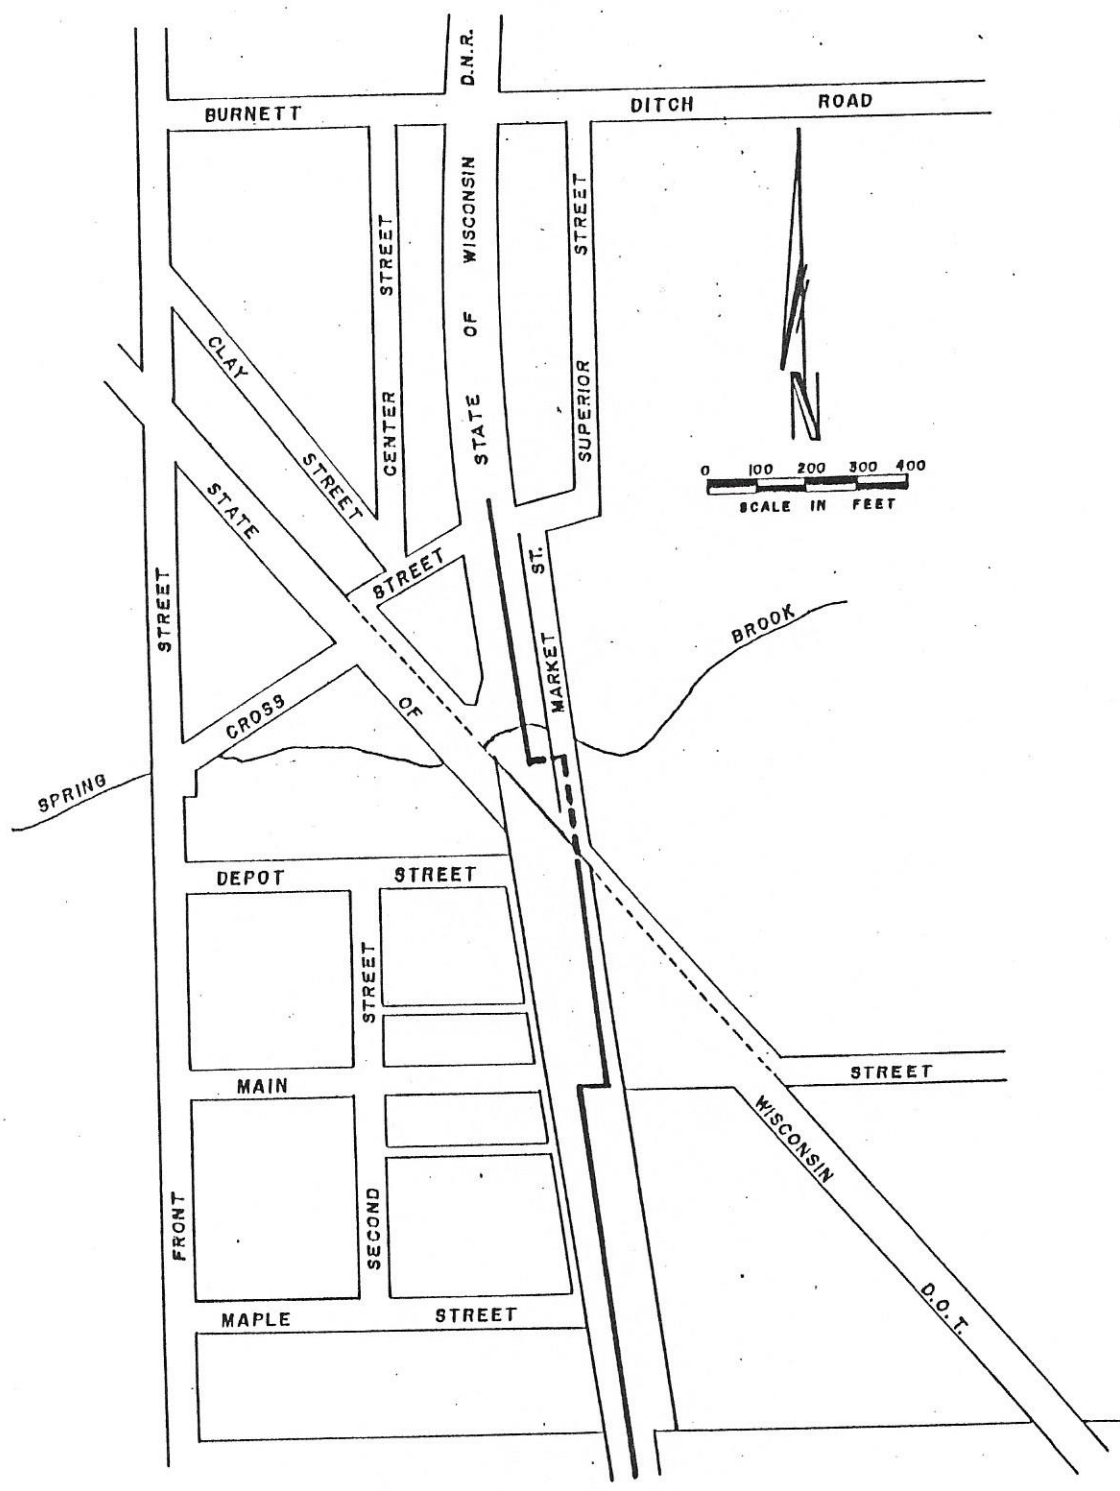 D.N.R.
BURNETT DITCH ROAD
STATE OF WISCONSIN
CENTER STREET
SUPERIOR STREET
CLAY STREET
0 100 200 300 400
SCALE IN FEET
N
STATE OF WISCONSIN D.O.T.
CROSS STREET
MARKET ST.
SPRING BROOK
FRONT STREET
DEPOT STREET
SECOND STREET
MAIN STREET
MAPLE STREET